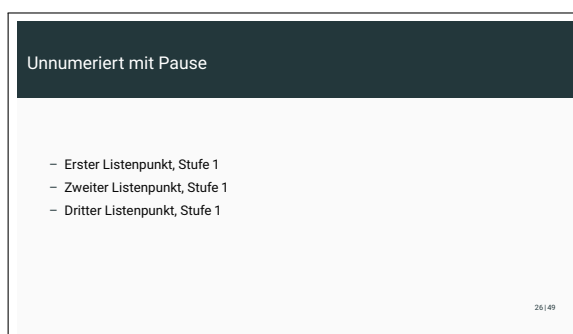 Unnumeriert mit Pause
– Erster Listenpunkt, Stufe 1
– Zweiter Listenpunkt, Stufe 1
– Dritter Listenpunkt, Stufe 1
26|49